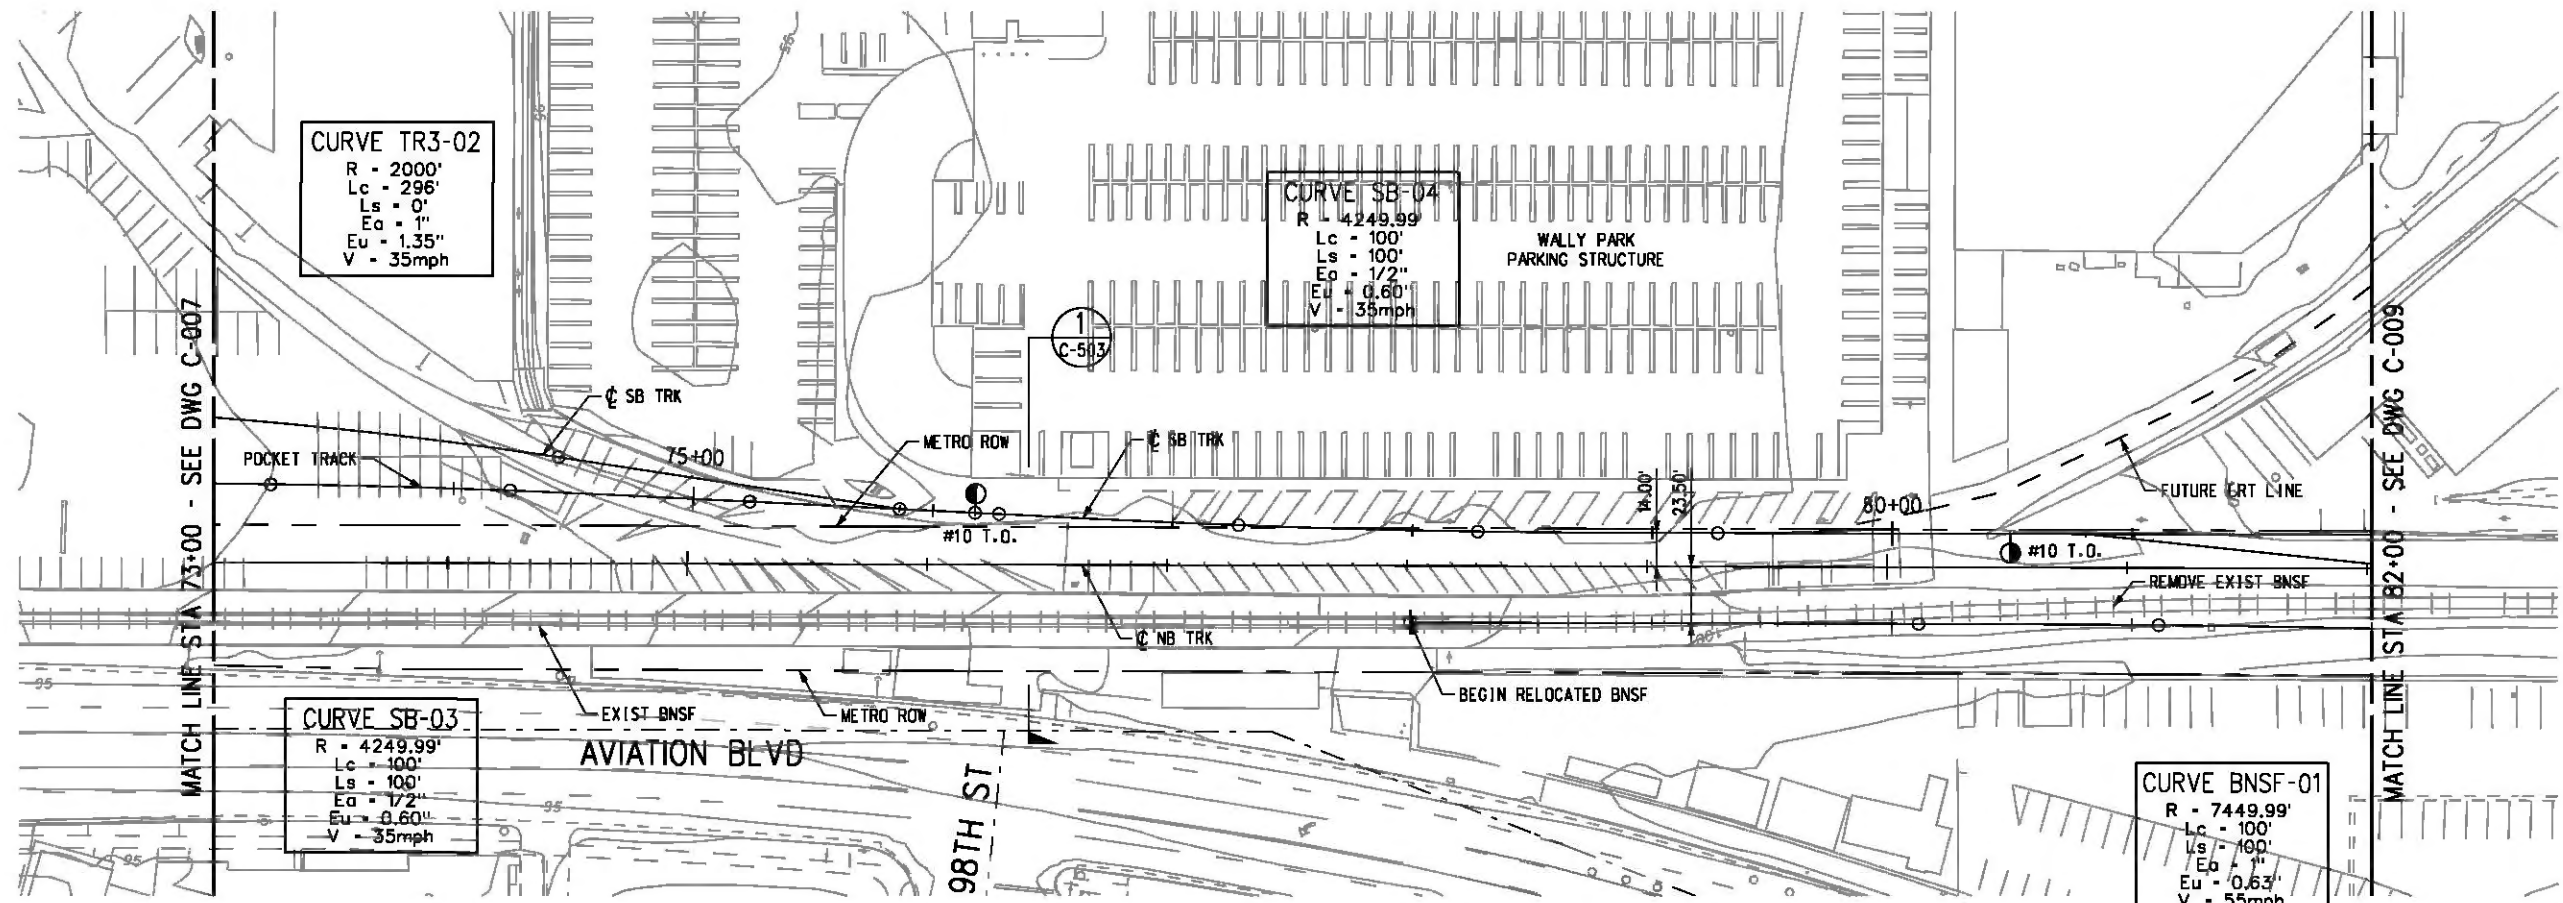 MATCH LINE STA 73+00 - SEE DWG C-007
CURVE TR3-02
R - 2000'
Lc - 296'
Ls - 0'
Ea - 1"
Eu - 1.35"
V - 35mph
CURVE SB-04
R - 4249.99'
Lc - 100'
Ls - 100'
Ea - 1/2"
Eu - 0.60"
V - 35mph
WALLY PARK
PARKING STRUCTURE
1
C-503
℄ SB TRK
POCKET TRACK
75+00
METRO ROW
℄ SB TRK
#10 T.O.
14.00'
23.50'
80+00
FUTURE LRT LINE
#10 T.O.
REMOVE EXIST BNSF
℄ NB TRK
BEGIN RELOCATED BNSF
EXIST BNSF
METRO ROW
AVIATION BLVD
98TH ST
CURVE SB-03
R - 4249.99'
Lc - 100'
Ls - 100'
Ea - 1/2"
Eu - 0.60"
V - 35mph
CURVE BNSF-01
R - 7449.99'
Lc - 100'
Ls - 100'
Ea - 1"
Eu - 0.63"
V - 55mph
MATCH LINE STA 82+00 - SEE DWG C-009
95
95
95
100